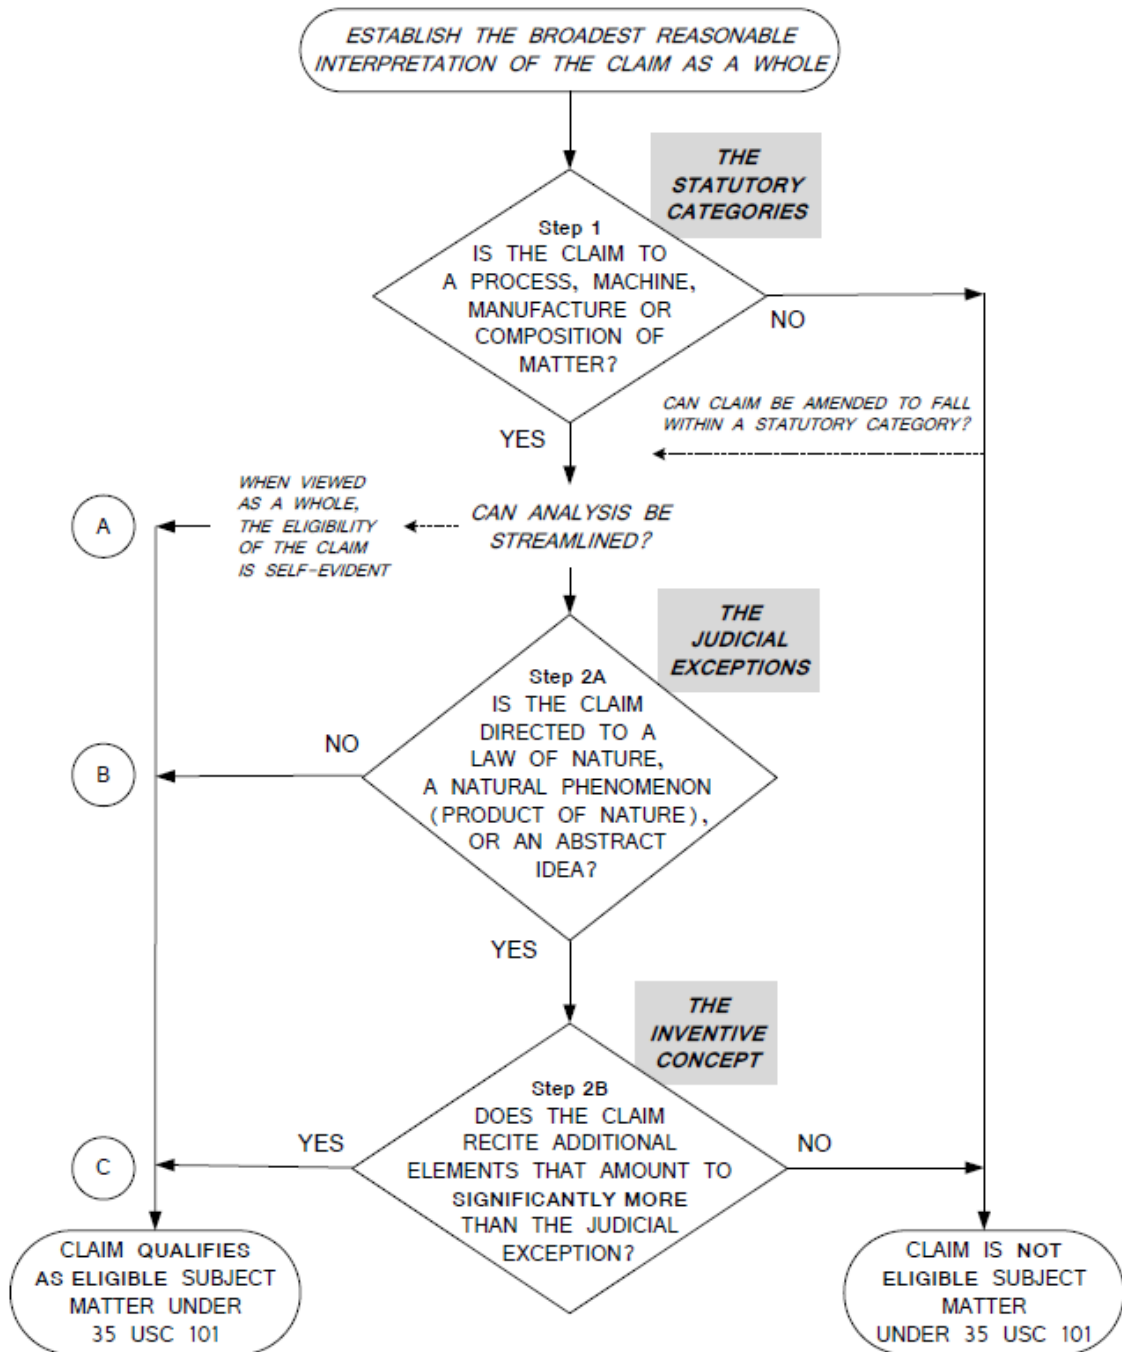 ESTABLISH THE BROADEST REASONABLE
INTERPRETATION OF THE CLAIM AS A WHOLE
THE
STATUTORY
CATEGORIES
Step 1
IS THE CLAIM TO
A PROCESS, MACHINE,
MANUFACTURE OR
COMPOSITION OF
MATTER?
NO
CAN CLAIM BE AMENDED TO FALL
WITHIN A STATUTORY CATEGORY?
YES
WHEN VIEWED
AS A WHOLE,
THE ELIGIBILITY
OF THE CLAIM
IS SELF-EVIDENT
A
CAN ANALYSIS BE
STREAMLINED?
THE
JUDICIAL
EXCEPTIONS
Step 2A
IS THE CLAIM
DIRECTED TO A
LAW OF NATURE,
A NATURAL PHENOMENON
(PRODUCT OF NATURE),
OR AN ABSTRACT
IDEA?
NO
B
YES
THE
INVENTIVE
CONCEPT
Step 2B
DOES THE CLAIM
RECITE ADDITIONAL
ELEMENTS THAT AMOUNT TO
SIGNIFICANTLY MORE
THAN THE JUDICIAL
EXCEPTION?
YES
NO
C
CLAIM QUALIFIES
AS ELIGIBLE SUBJECT
MATTER UNDER
35 USC 101
CLAIM IS NOT
ELIGIBLE SUBJECT
MATTER
UNDER 35 USC 101